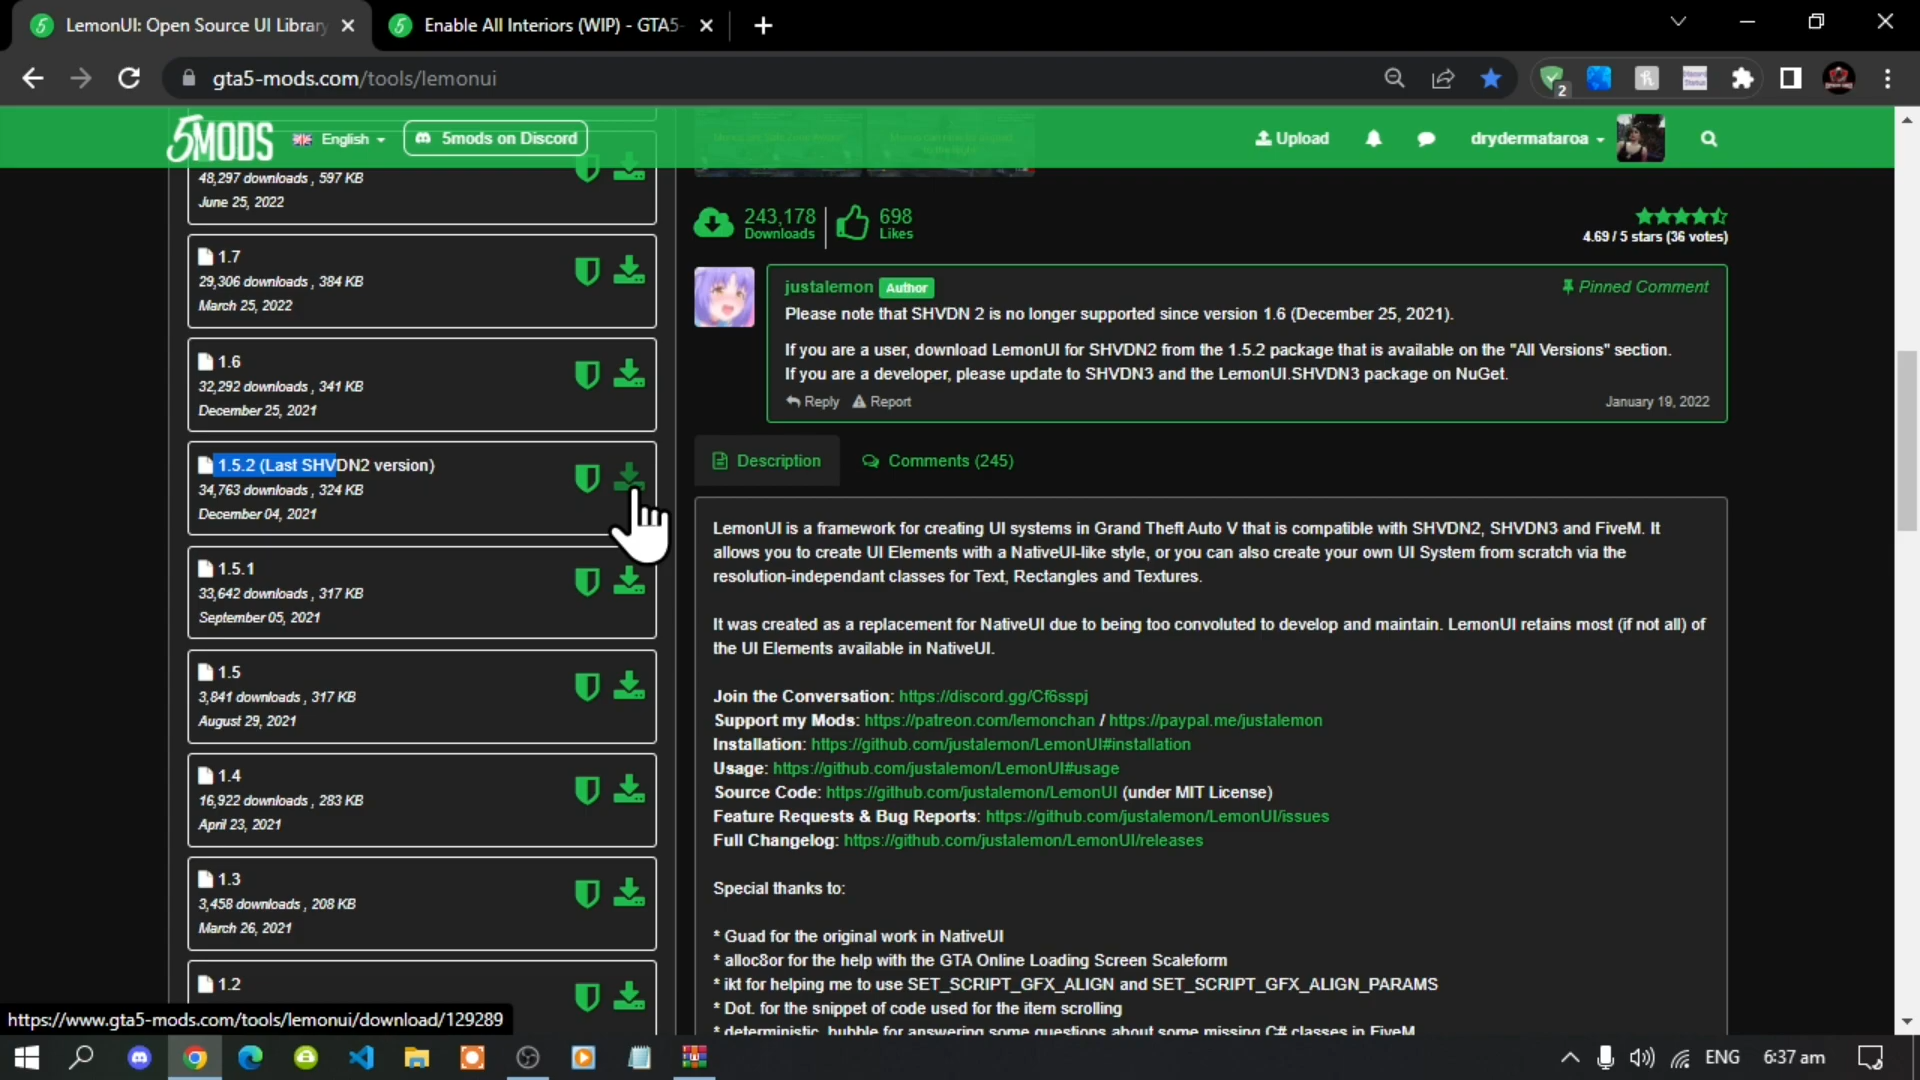 LemonUI: Open Source UI Library
Enable All Interiors (WIP) - GTA5-
gta5-mods.com/tools/lemonui
2
5MODS
English
5mods on Discord
Upload
drydermataroa
48,297 downloads , 597 KB
June 25, 2022
1.7
29,306 downloads , 384 KB
March 25, 2022
1.6
32,292 downloads , 341 KB
December 25, 2021
1.5.2 (Last SHVDN2 version)
34,763 downloads , 324 KB
December 04, 2021
1.5.1
33,642 downloads , 317 KB
September 05, 2021
1.5
3,841 downloads , 317 KB
August 29, 2021
1.4
16,922 downloads , 283 KB
April 23, 2021
1.3
3,458 downloads , 208 KB
March 26, 2021
1.2
243,178
Downloads
698
Likes
4.69 / 5 stars (36 votes)
justalemon Author
Pinned Comment
Please note that SHVDN 2 is no longer supported since version 1.6 (December 25, 2021).
If you are a user, download LemonUI for SHVDN2 from the 1.5.2 package that is available on the "All Versions" section.
If you are a developer, please update to SHVDN3 and the LemonUI.SHVDN3 package on NuGet.
Reply Report
January 19, 2022
Description
Comments (245)
LemonUI is a framework for creating UI systems in Grand Theft Auto V that is compatible with SHVDN2, SHVDN3 and FiveM. It
allows you to create UI Elements with a NativeUI-like style, or you can also create your own UI System from scratch via the
resolution-independant classes for Text, Rectangles and Textures.
It was created as a replacement for NativeUI due to being too convoluted to develop and maintain. LemonUI retains most (if not all) of
the UI Elements available in NativeUI.
Join the Conversation: https://discord.gg/Cf6sspj
Support my Mods: https://patreon.com/lemonchan / https://paypal.me/justalemon
Installation: https://github.com/justalemon/LemonUI#installation
Usage: https://github.com/justalemon/LemonUI#usage
Source Code: https://github.com/justalemon/LemonUI (under MIT License)
Feature Requests & Bug Reports: https://github.com/justalemon/LemonUI/issues
Full Changelog: https://github.com/justalemon/LemonUI/releases
Special thanks to:
* Guad for the original work in NativeUI
* alloc8or for the help with the GTA Online Loading Screen Scaleform
* ikt for helping me to use SET_SCRIPT_GFX_ALIGN and SET_SCRIPT_GFX_ALIGN_PARAMS
* Dot. for the snippet of code used for the item scrolling
* deterministic_bubble for answering some questions about some missing C# classes in FiveM
https://www.gta5-mods.com/tools/lemonui/download/129289
ENG
6:37 am